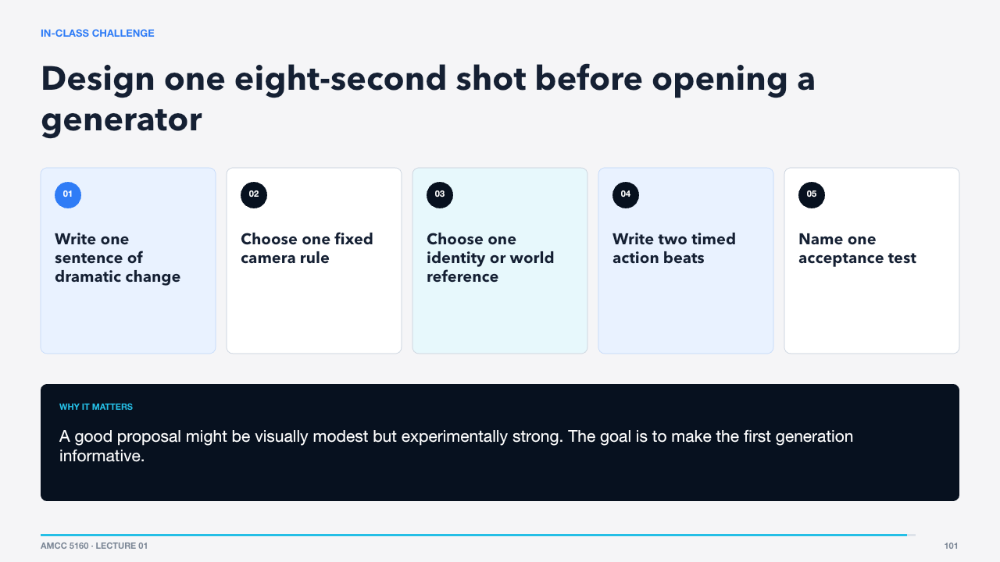 IN-CLASS CHALLENGE
Design one eight-second shot before opening a
generator
01
Write one
sentence of
dramatic change
02
Choose one fixed
camera rule
03
Choose one
identity or world
reference
04
Write two timed
action beats
05
Name one
acceptance test
WHY IT MATTERS
A good proposal might be visually modest but experimentally strong. The goal is to make the first generation
informative.
AMCC 5160 · LECTURE 01
101